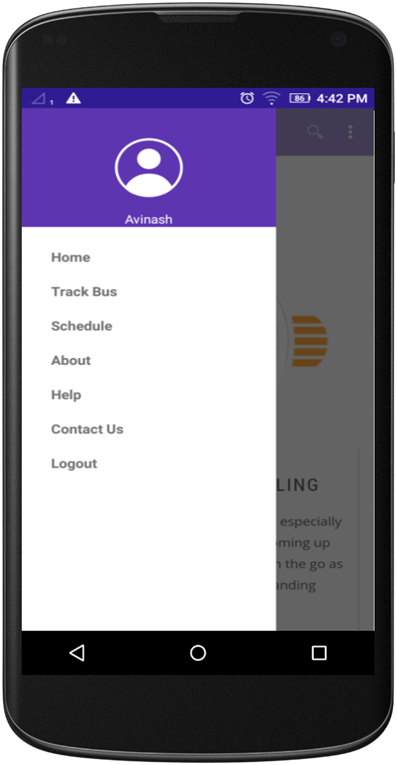 1
86
4:42 PM
Avinash
Home
Track Bus
Schedule
About
Help
Contact Us
Logout
LING
especially
oming up
n the go as
anding